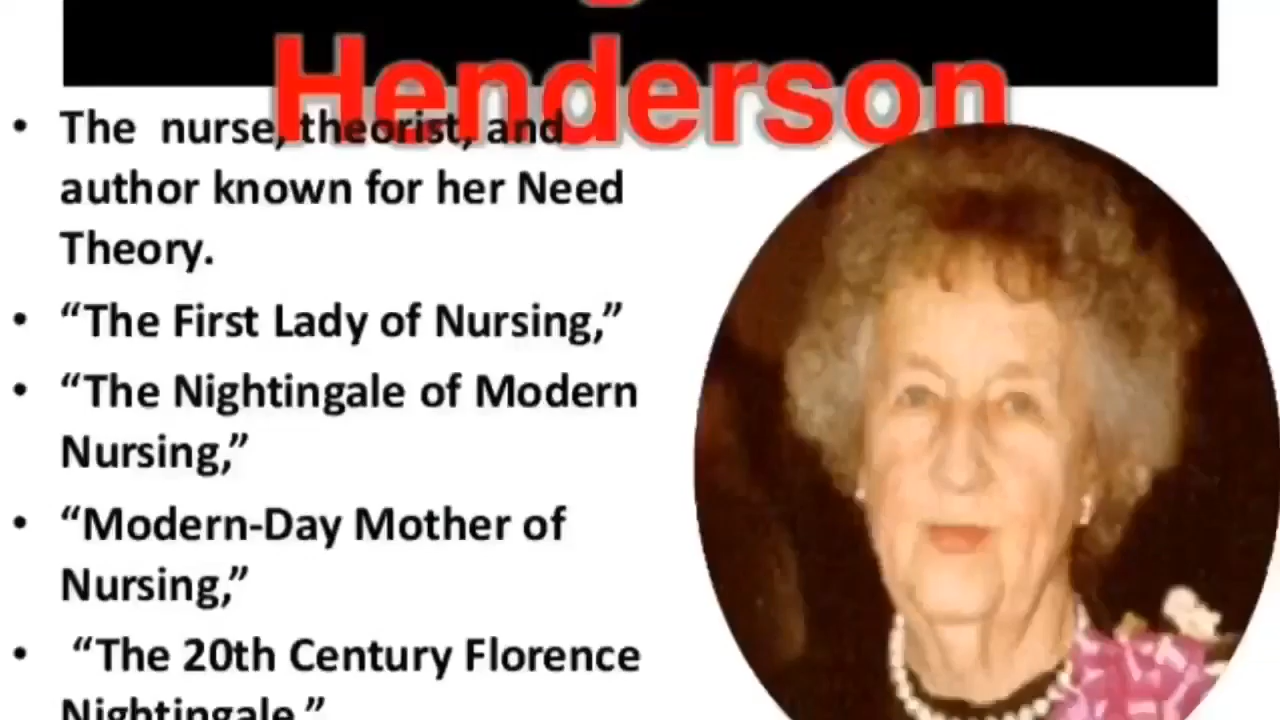 Henderson
• The nurse, theorist, and
author known for her Need
Theory.
• “The First Lady of Nursing,”
• “The Nightingale of Modern
Nursing,”
• “Modern-Day Mother of
Nursing,”
• “The 20th Century Florence
Nightingale.”